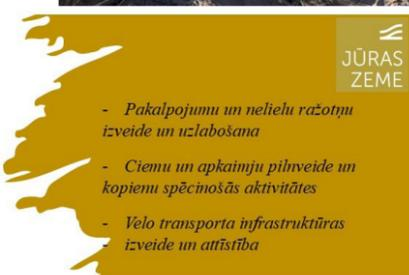 JŪRAS
ZEME
- Pakalpojumu un nelielu ražotņu
izveide un uzlabošana
- Ciemu un apkaimju pilnveide un
kopienu spēcinošās aktivitātes
- Velo transporta infrastruktūras
- izveide un attīstība